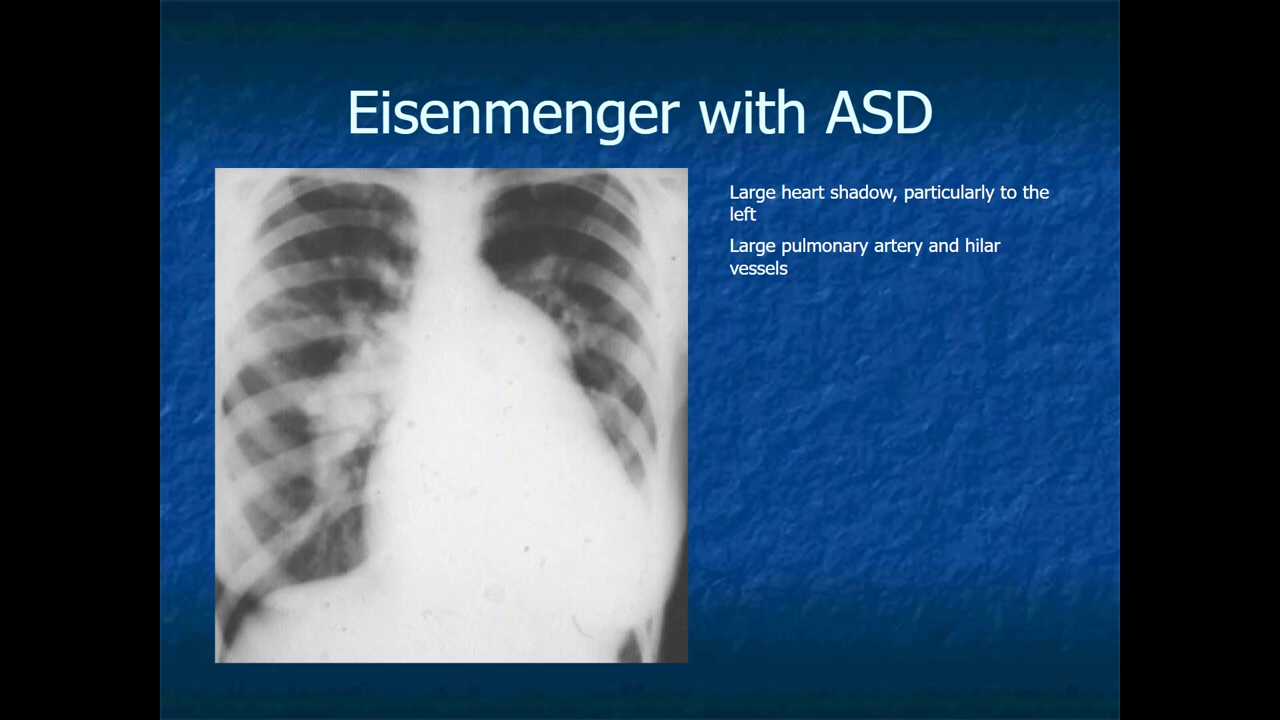 Eisenmenger with ASD
Large heart shadow, particularly to the
left
Large pulmonary artery and hilar
vessels